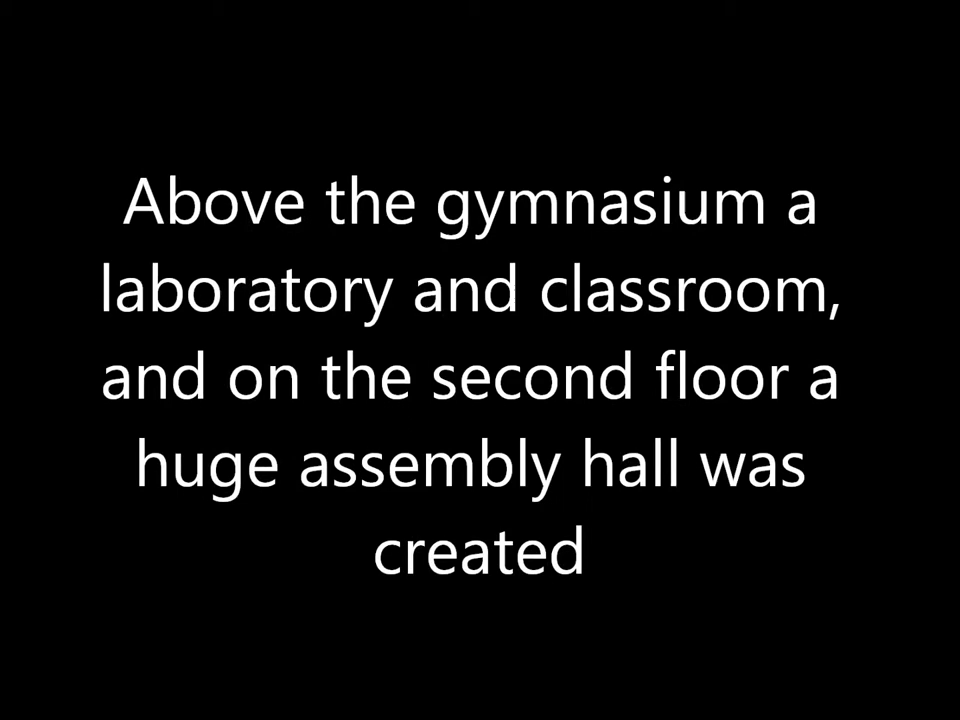 Above the gymnasium a
laboratory and classroom,
and on the second floor a
huge assembly hall was
created